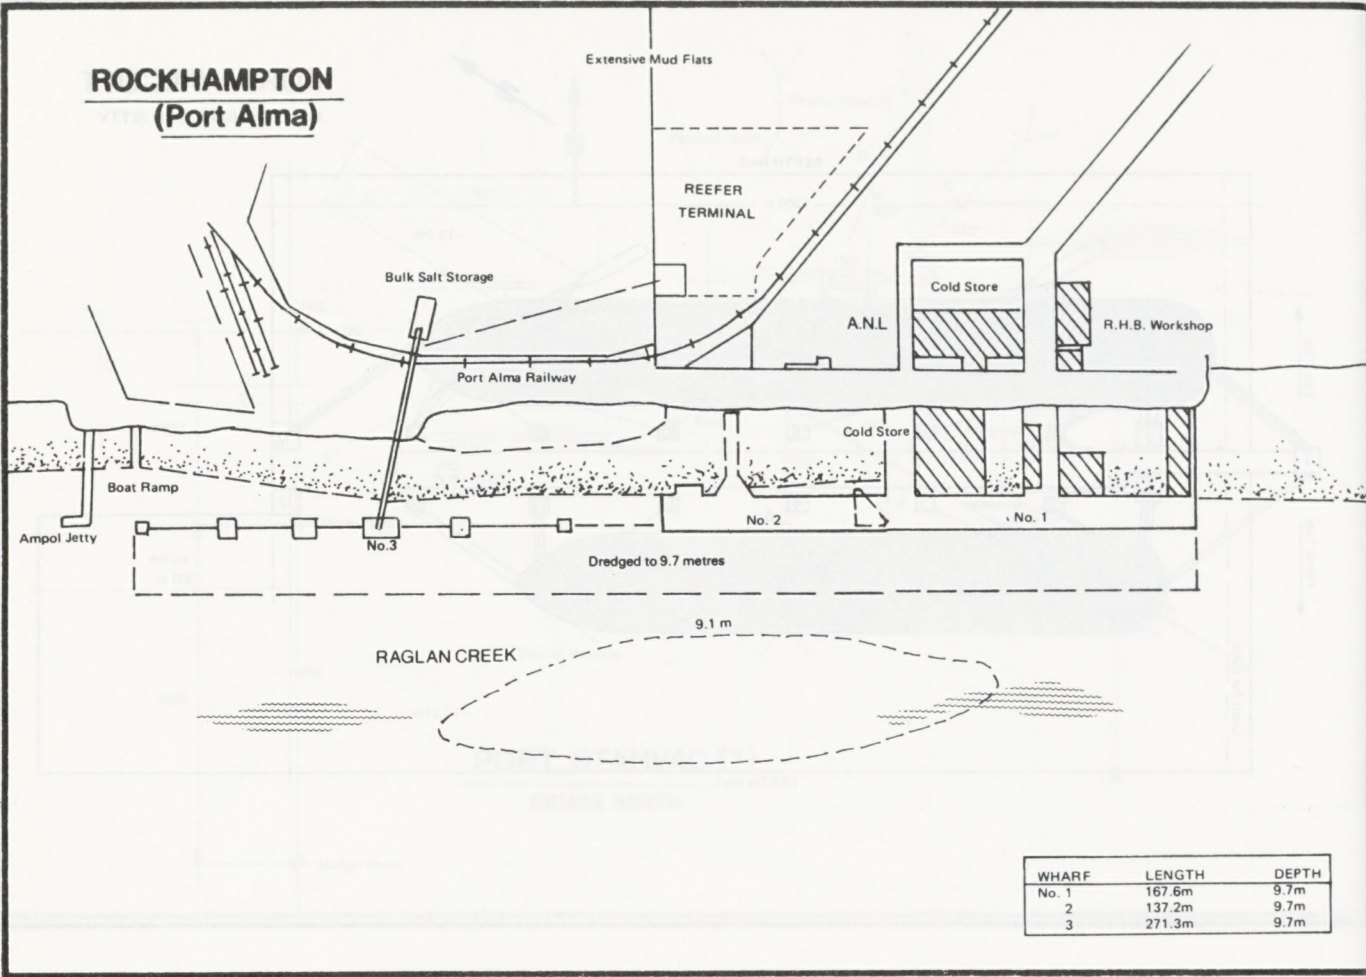 ROCKHAMPTON
(Port Alma)
Extensive Mud Flats
REEFER
TERMINAL
Bulk Salt Storage
Cold Store
A.N.L
R.H.B. Workshop
Port Alma Railway
Cold Store
Boat Ramp
No. 2
No. 1
Ampol Jetty
No.3
Dredged to 9.7 metres
9.1 m
RAGLAN CREEK
WHARF LENGTH DEPTH
No. 1 167.6m 9.7m
2 137.2m 9.7m
3 271.3m 9.7m